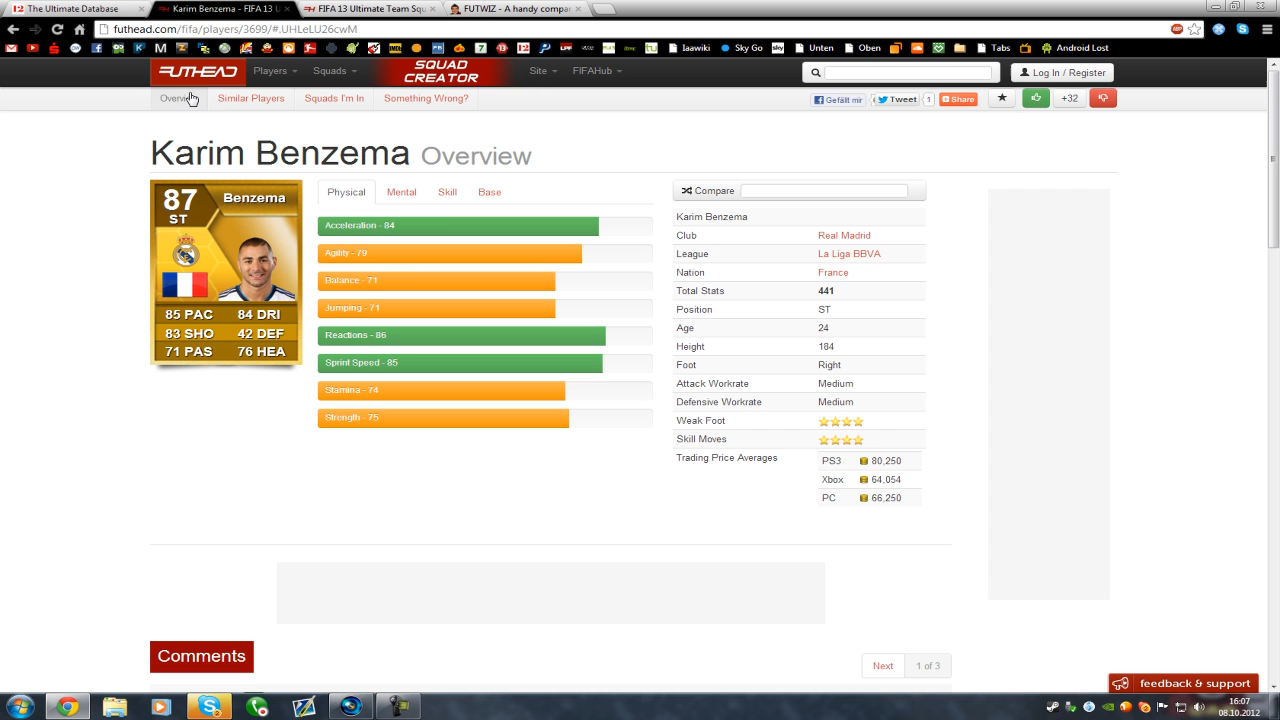 The Ultimate Database
Karim Benzema - FIFA 13 U
FIFA 13 Ultimate Team Squ
FUTWIZ - A handy compar
futhead.com/fifa/players/3699/#.UHLeLU26cwM
laawiki
Sky Go
sky
Unten
Oben
Tabs
Android Lost
FUTHEAD
Players
Squads
SQUAD
CREATOR
Site
FIFAHub
Log In / Register
Overview
Similar Players
Squads I'm In
Something Wrong?
Gefällt mir
Tweet
1
Share
+32
Karim Benzema Overview
87
ST
Benzema
85 PAC 84 DRI
83 SHO 42 DEF
71 PAS 76 HEA
Physical
Mental
Skill
Base
Acceleration - 84
Agility - 79
Balance - 71
Jumping - 71
Reactions - 86
Sprint Speed - 85
Stamina - 74
Strength - 75
Compare
Karim Benzema
Club Real Madrid
League La Liga BBVA
Nation France
Total Stats 441
Position ST
Age 24
Height 184
Foot Right
Attack Workrate Medium
Defensive Workrate Medium
Weak Foot
Skill Moves
Trading Price Averages
PS3 80,250
Xbox 64,054
PC 66,250
Comments
Next
1 of 3
feedback & support
16:07
08.10.2012